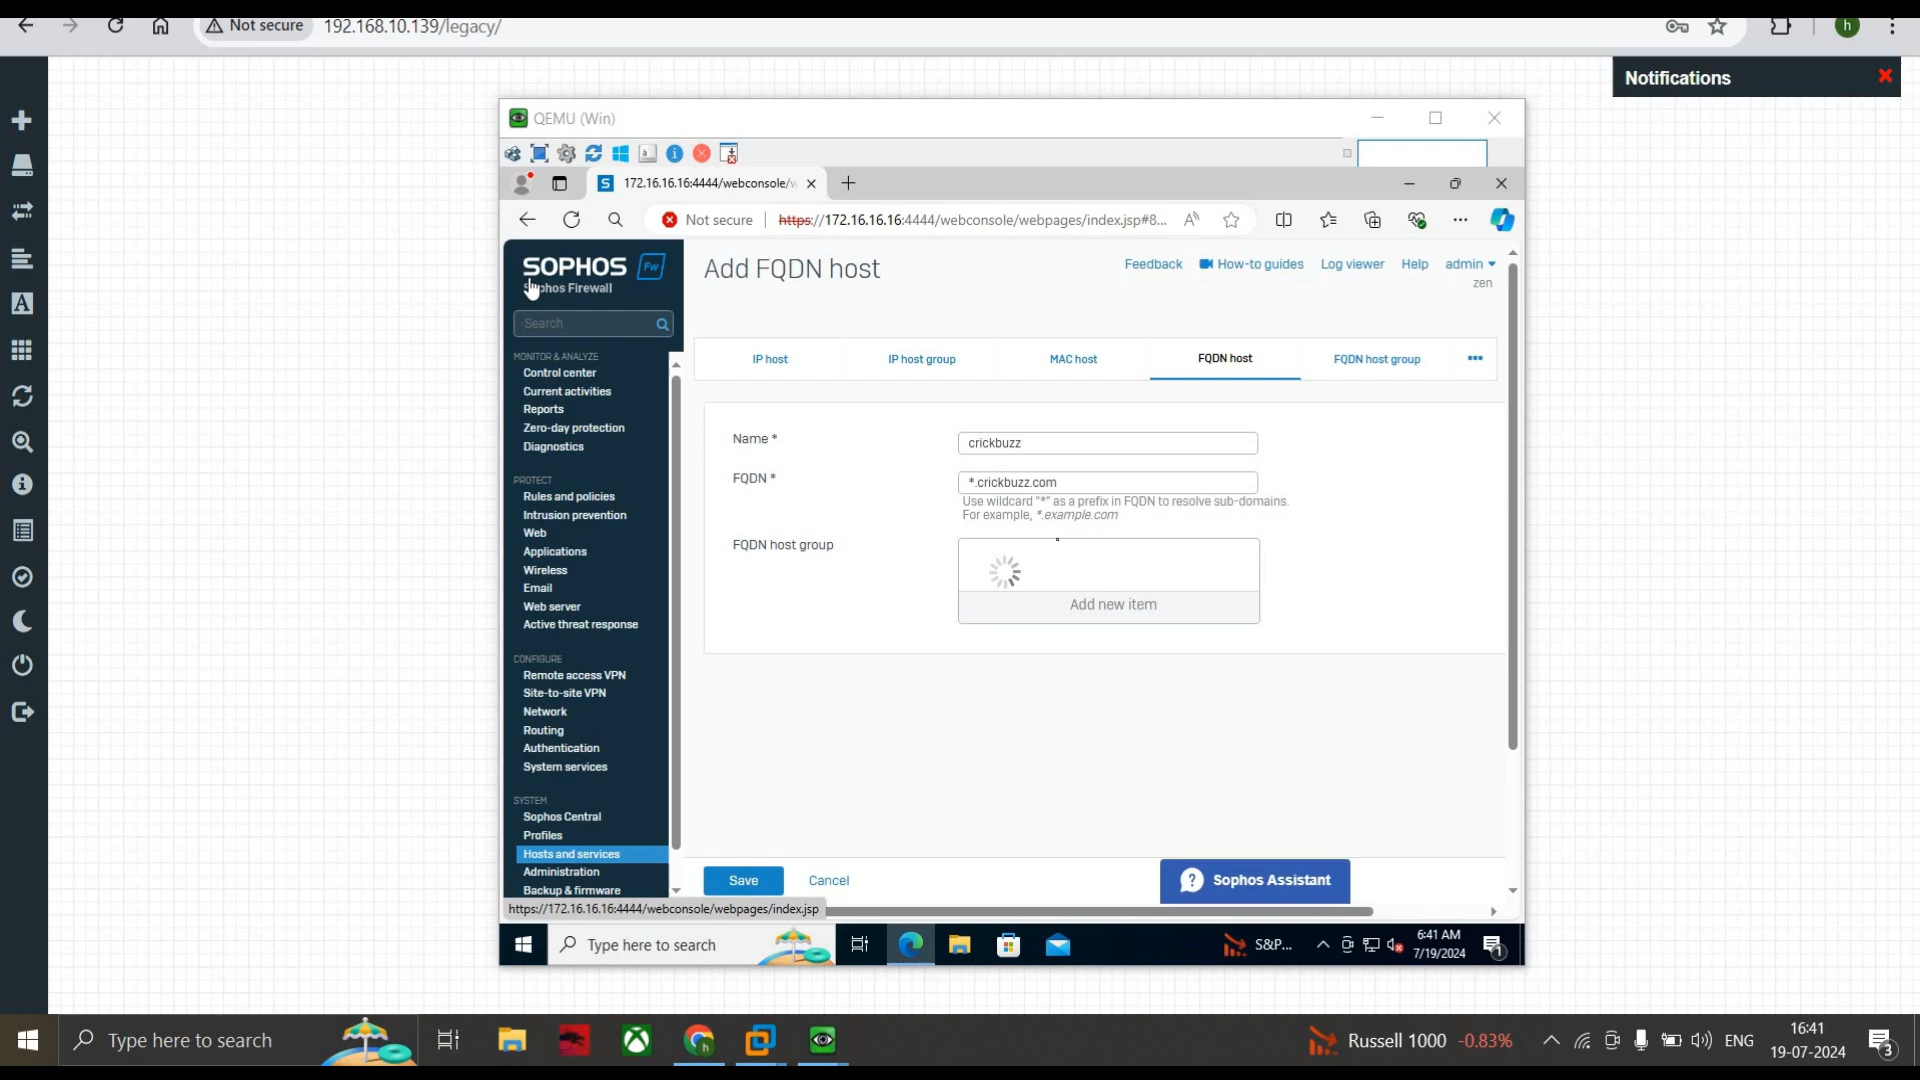 Not secure 192.168.10.139/legacy/
h
Notifications
QEMU (Win)
172.16.16.16:4444/webconsole/w
Not secure https://172.16.16.16:4444/webconsole/webpages/index.jsp#8...
SOPHOS Fw
Sophos Firewall
Search
Add FQDN host
Feedback How-to guides Log viewer Help admin
zen
IP host IP host group MAC host FQDN host FQDN host group •••
MONITOR & ANALYZE
Control center
Current activities
Reports
Zero-day protection
Diagnostics
PROTECT
Rules and policies
Intrusion prevention
Web
Applications
Wireless
Email
Web server
Active threat response
CONFIGURE
Remote access VPN
Site-to-site VPN
Network
Routing
Authentication
System services
SYSTEM
Sophos Central
Profiles
Hosts and services
Administration
Backup & firmware
Name * crickbuzz
FQDN * *.crickbuzz.com
Use wildcard "*" as a prefix in FQDN to resolve sub-domains.
For example, *.example.com
FQDN host group
Add new item
Save Cancel
? Sophos Assistant
https://172.16.16.16:4444/webconsole/webpages/index.jsp
Type here to search
S&P...
6:41 AM
7/19/2024
1
Type here to search
Russell 1000 -0.83%
ENG
16:41
19-07-2024
3